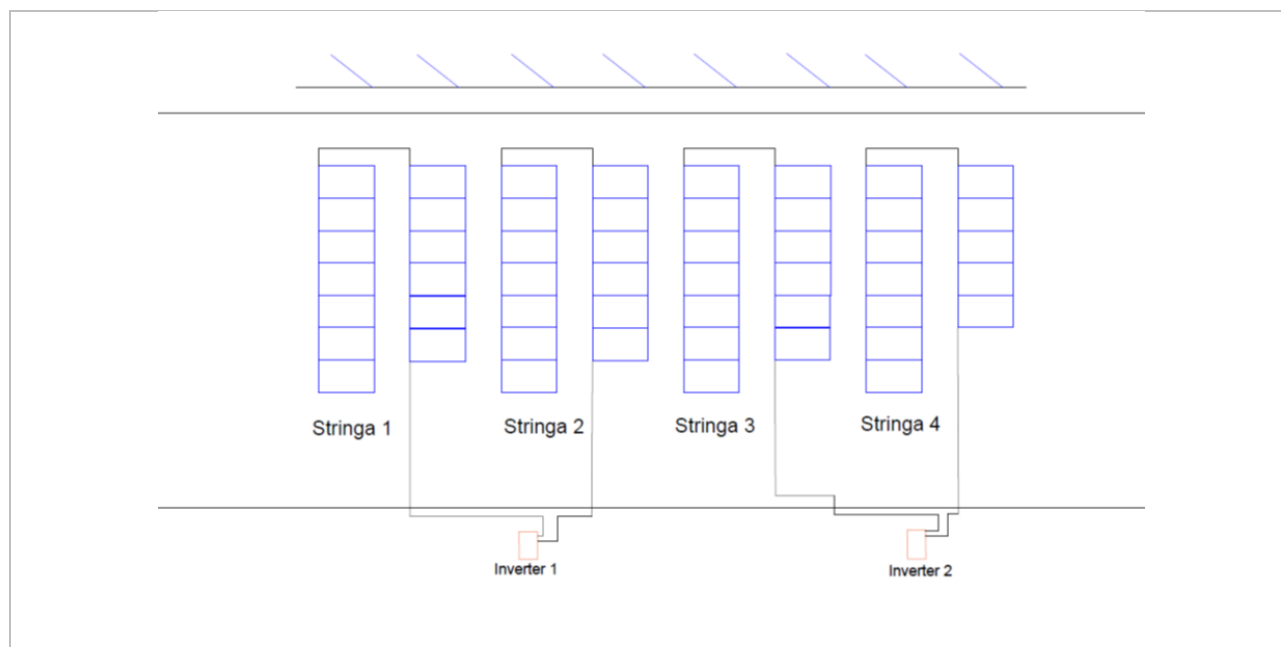 Stringa 1
Stringa 2
Stringa 3
Stringa 4
Inverter 1
Inverter 2